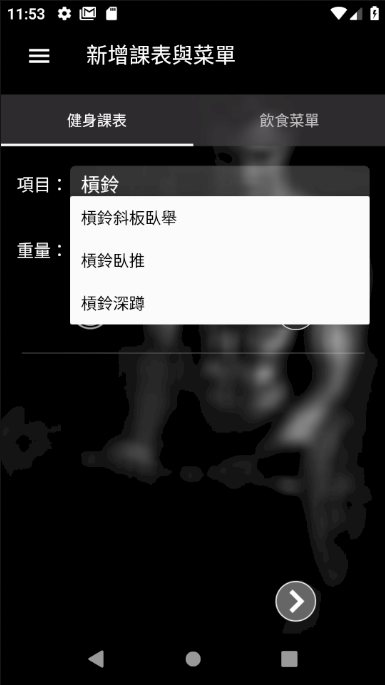 11:53
新增課表與菜單
健身課表
飲食菜單
項目：
槓鈴
槓鈴斜板臥舉
重量：
槓鈴臥推
槓鈴深蹲